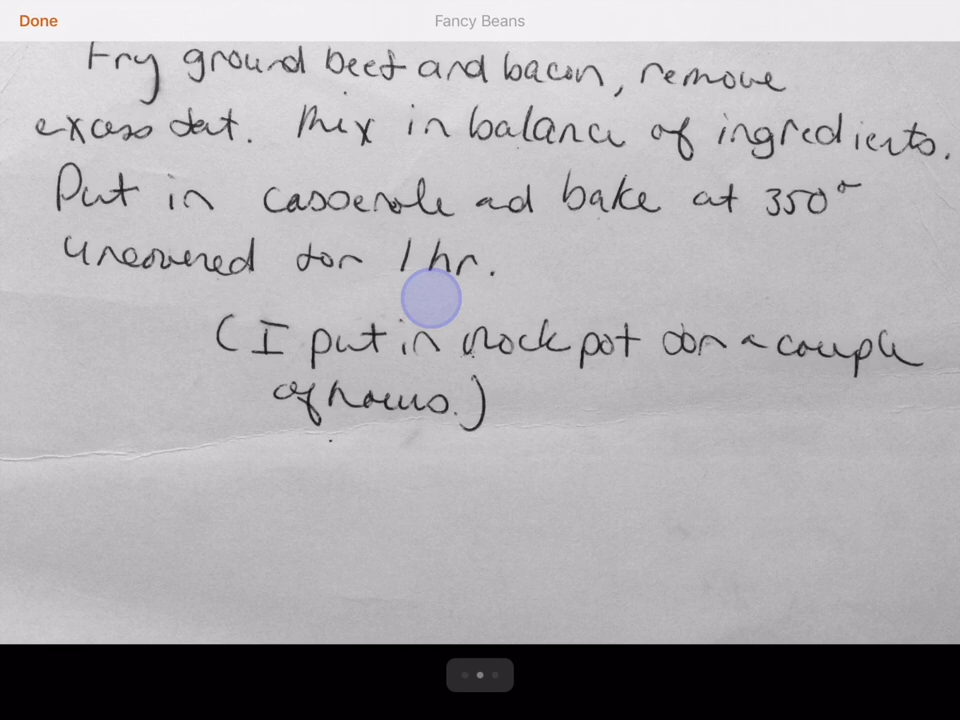 Done
Fancy Beans
Fry ground beef and bacon, remove
excess fat. Mix in balance of ingredients.
Put in casserole ad bake at 350°
uncovered for 1 hr.
(I put in crock pot for a couple
of hours.)